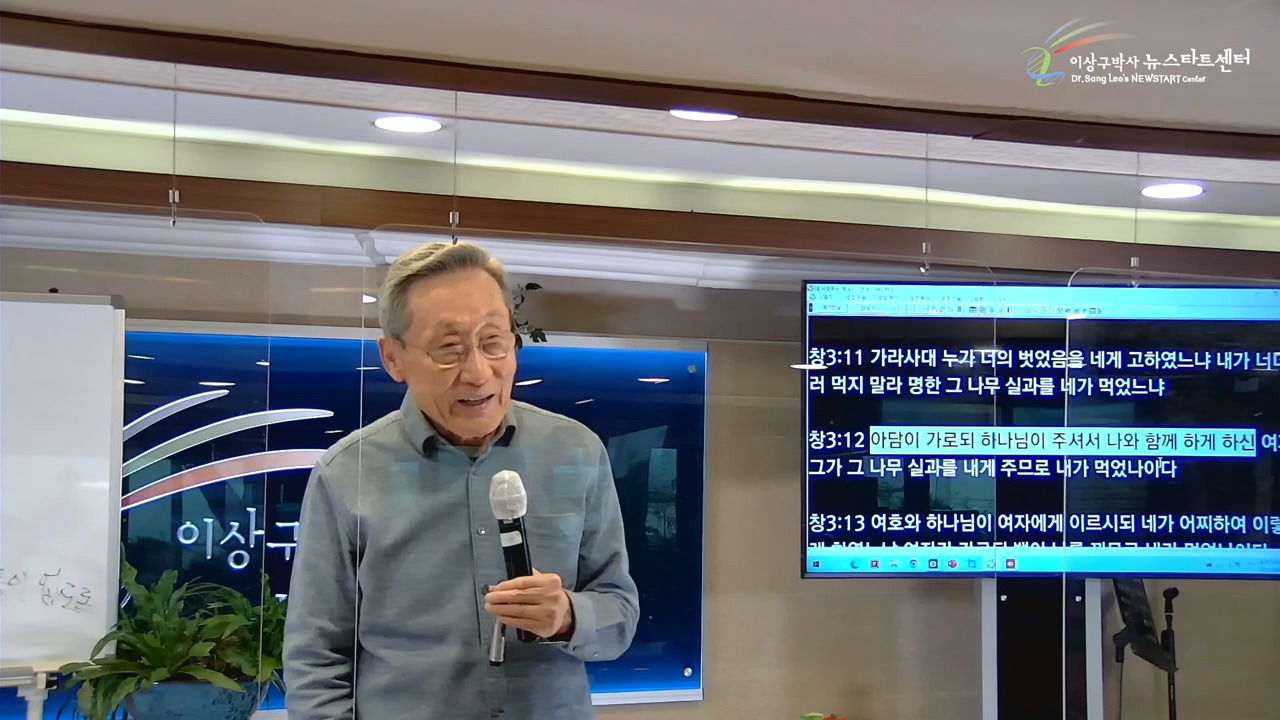 이상구박사 뉴스타트센터
Dr. Sang Lee's NEWSTART Center
창3:11 가라사대 누가 너의 벗었음을 네게 고하였느냐 내가 너더
러 먹지 말라 명한 그 나무 실과를 네가 먹었느냐
창3:12 아담이 가로되 하나님이 주셔서 나와 함께 하게 하신
그가 그 나무 실과를 내게 주므로 내가 먹었나이다
창3:13 여호와 하나님이 여자에게 이르시되 네가 어찌하여
이상구